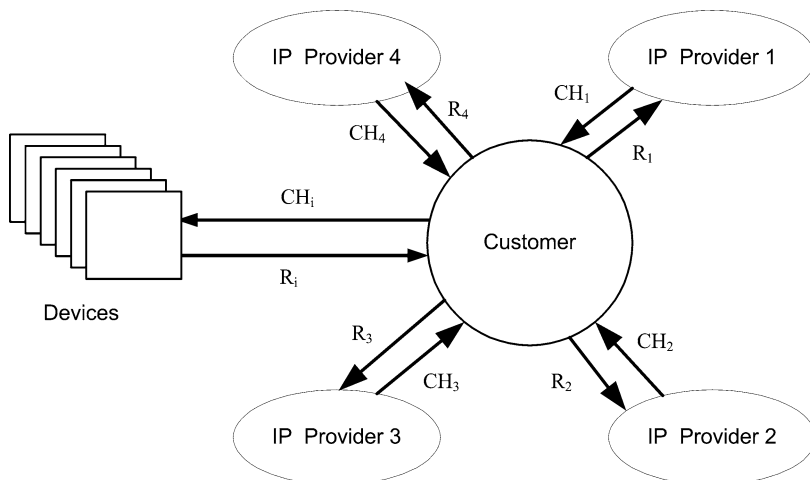 IP Provider 4
IP Provider 1
CH₁
R₄
CH₄
R₁
CHᵢ
Customer
Rᵢ
Devices
R₃
CH₂
CH₃
R₂
IP Provider 3
IP Provider 2